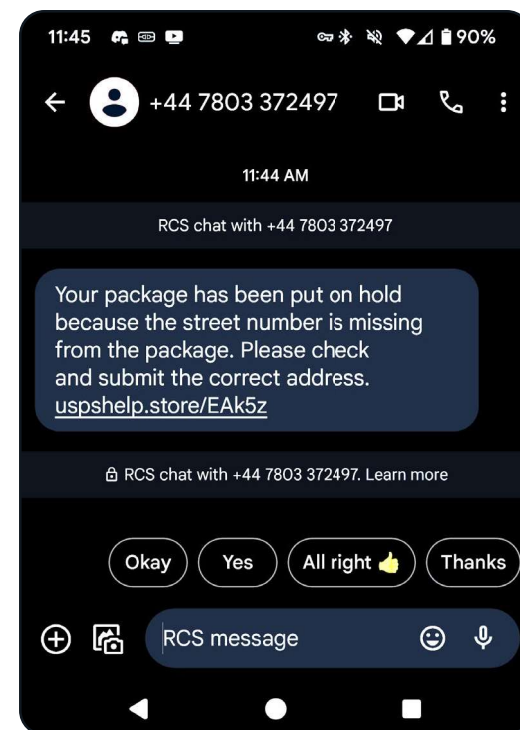 11:45 90%
+44 7803 372497
11:44 AM
RCS chat with +44 7803 372497
Your package has been put on hold
because the street number is missing
from the package. Please check
and submit the correct address.
uspshelp.store/EAk5z
RCS chat with +44 7803 372497. Learn more
Okay Yes All right 👍 Thanks
RCS message